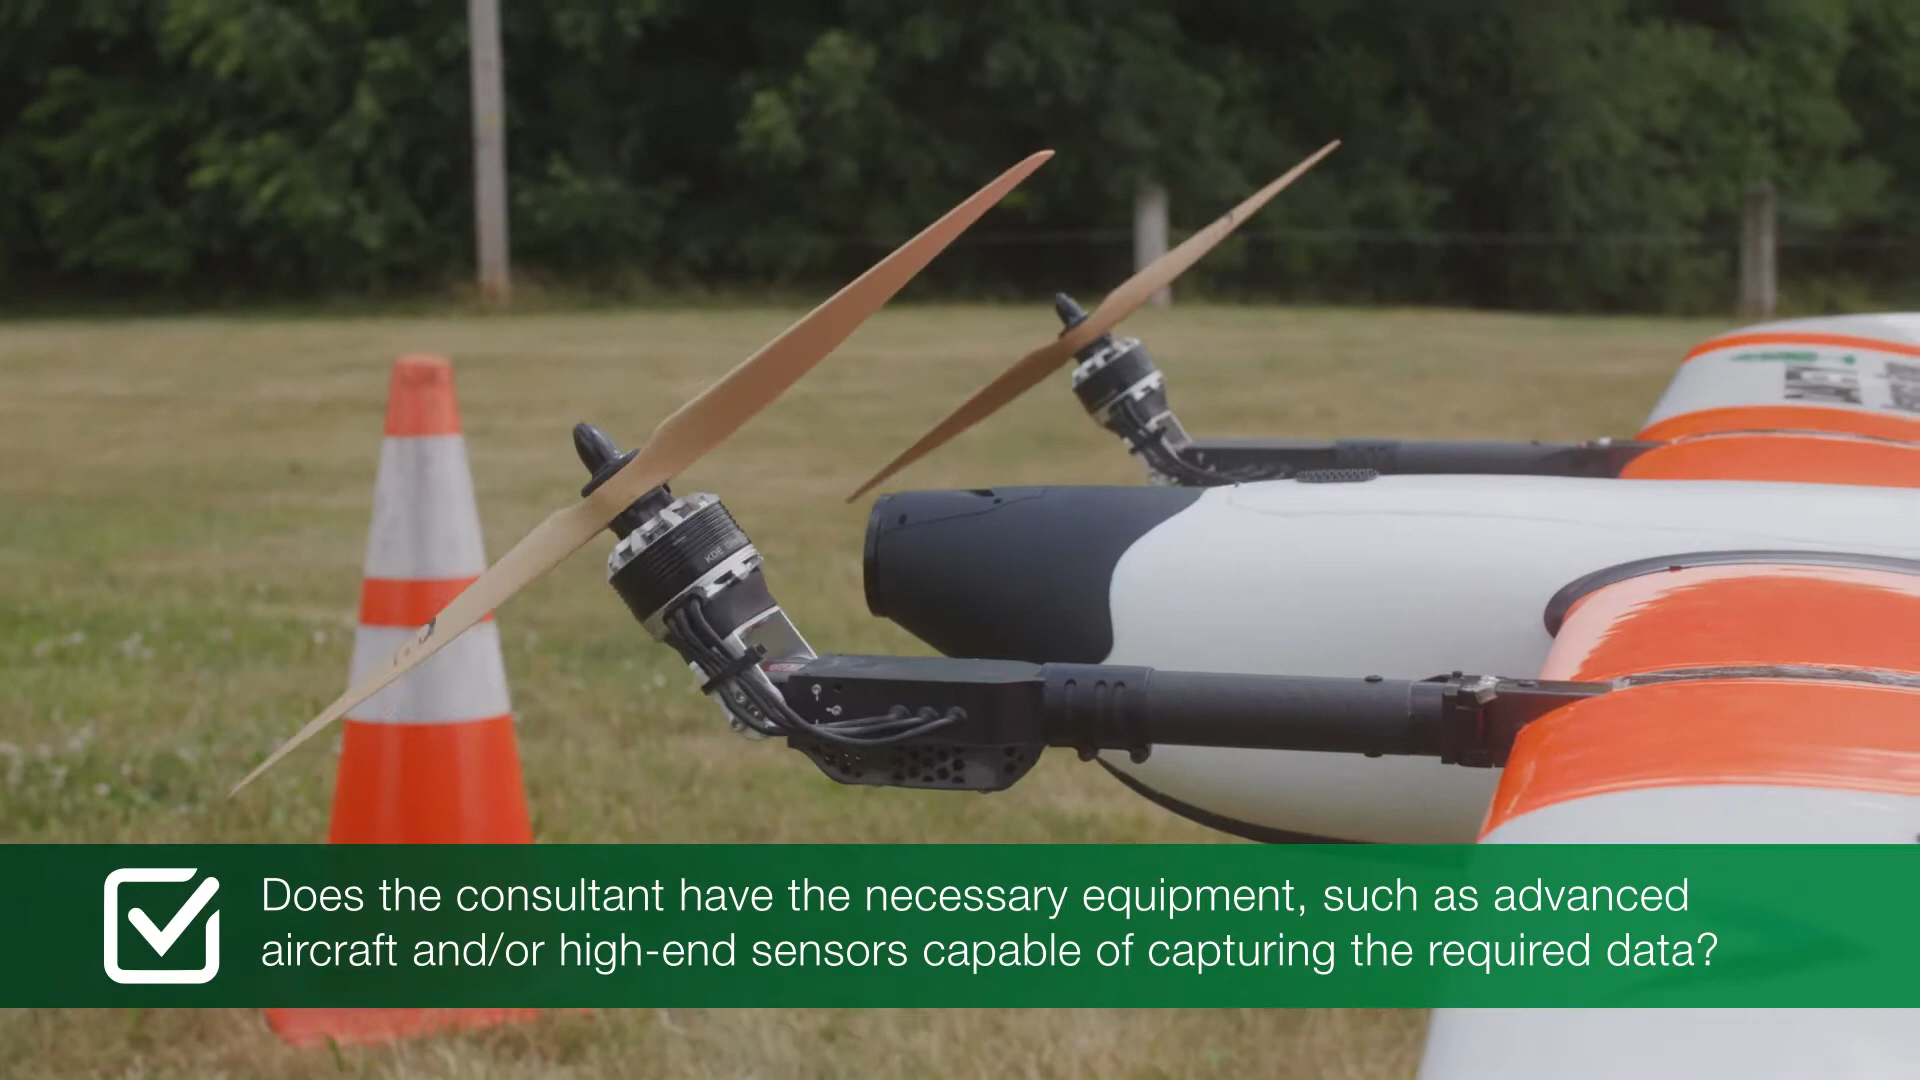 KDE
Does the consultant have the necessary equipment, such as advanced
aircraft and/or high-end sensors capable of capturing the required data?